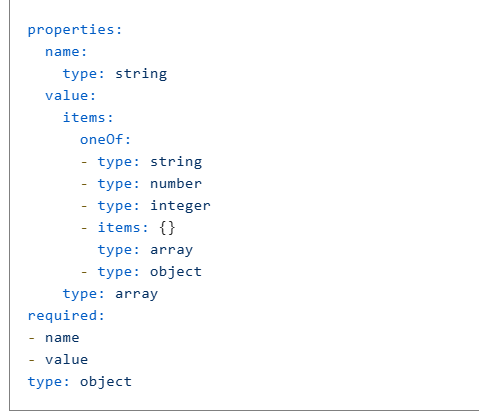 properties:
  name:
    type: string
  value:
    items:
      oneOf:
      - type: string
      - type: number
      - type: integer
      - items: {}
        type: array
      - type: object
    type: array
required:
- name
- value
type: object